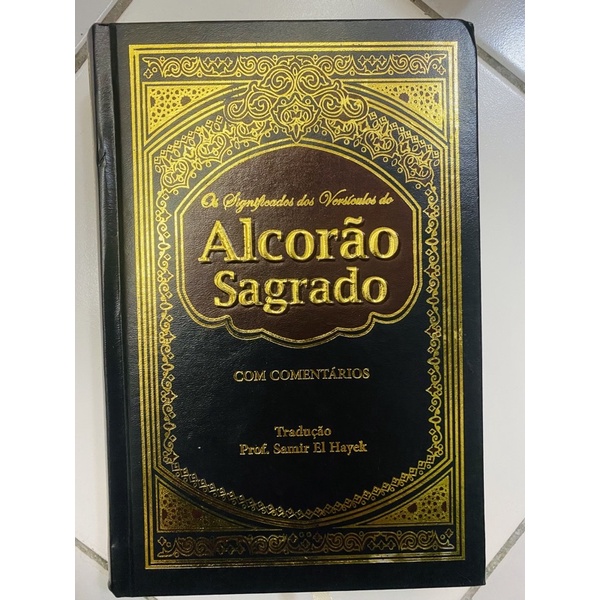 Os Significados dos Versículos do
Alcorão
Sagrado
COM COMENTÁRIOS
Tradução
Prof. Samir El Hayek